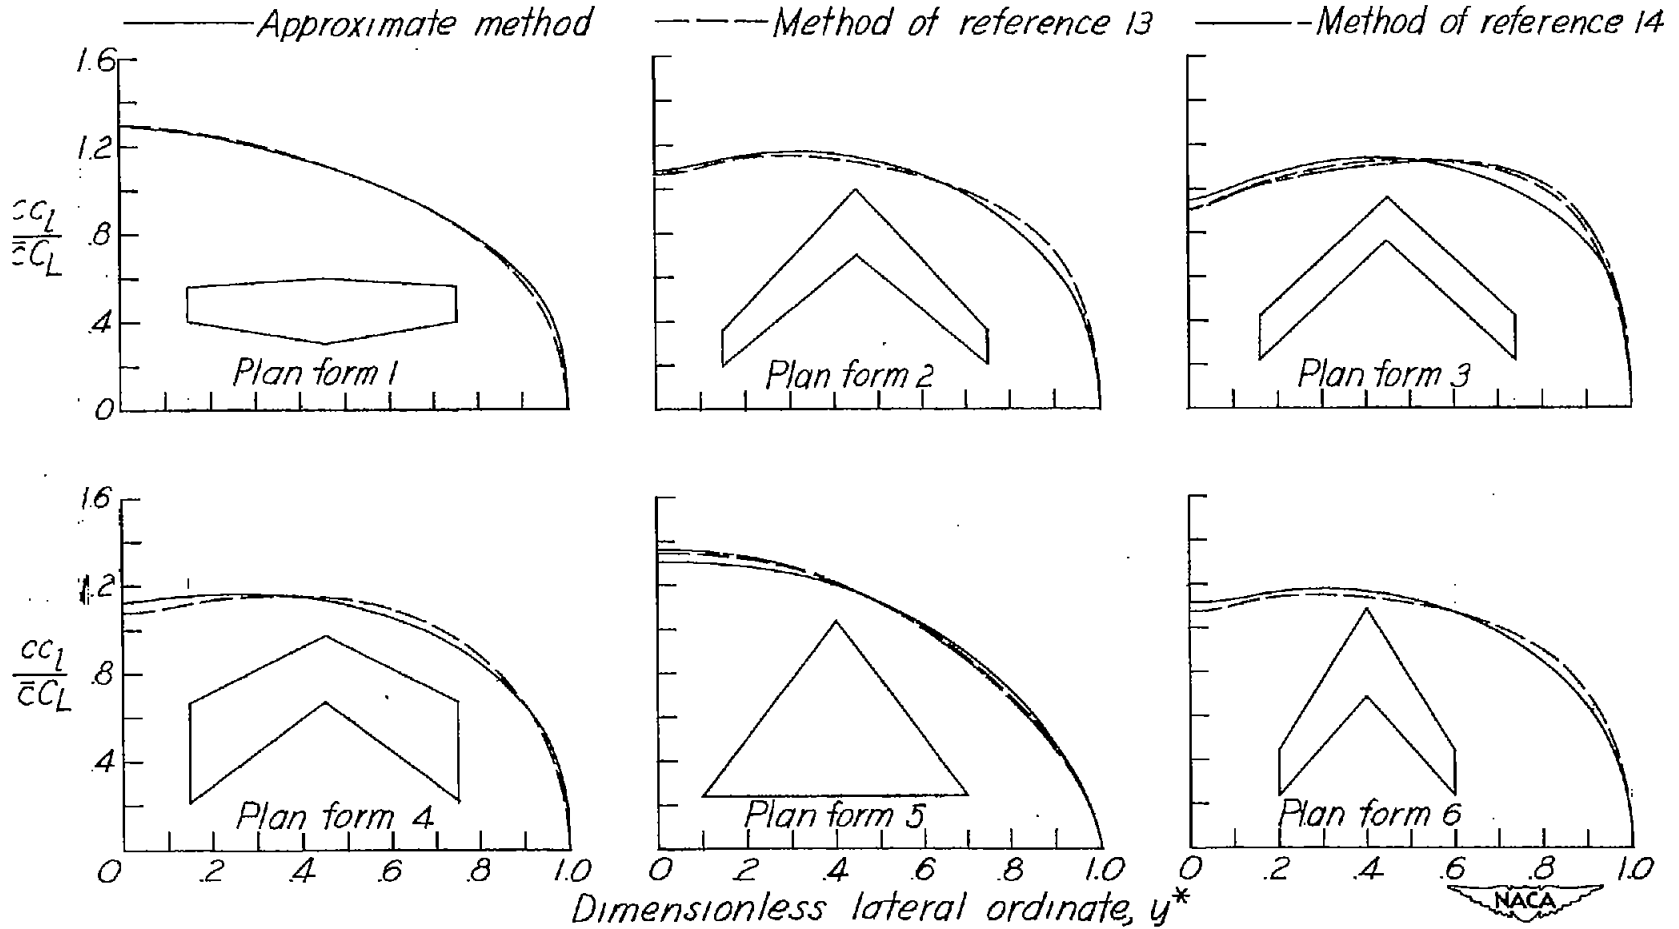 Approximate method
Method of reference 13
Method of reference 14
1.6
1.2
.8
.4
0
cc_l
c̄C_L
Plan form 1
Plan form 2
Plan form 3
1.6
1.2
.8
.4
cc_l
c̄C_L
Plan form 4
Plan form 5
Plan form 6
0 .2 .4 .6 .8 1.0
0 .2 .4 .6 .8 1.0
0 .2 .4 .6 .8 1.0
Dimensionless lateral ordinate, y*
NACA